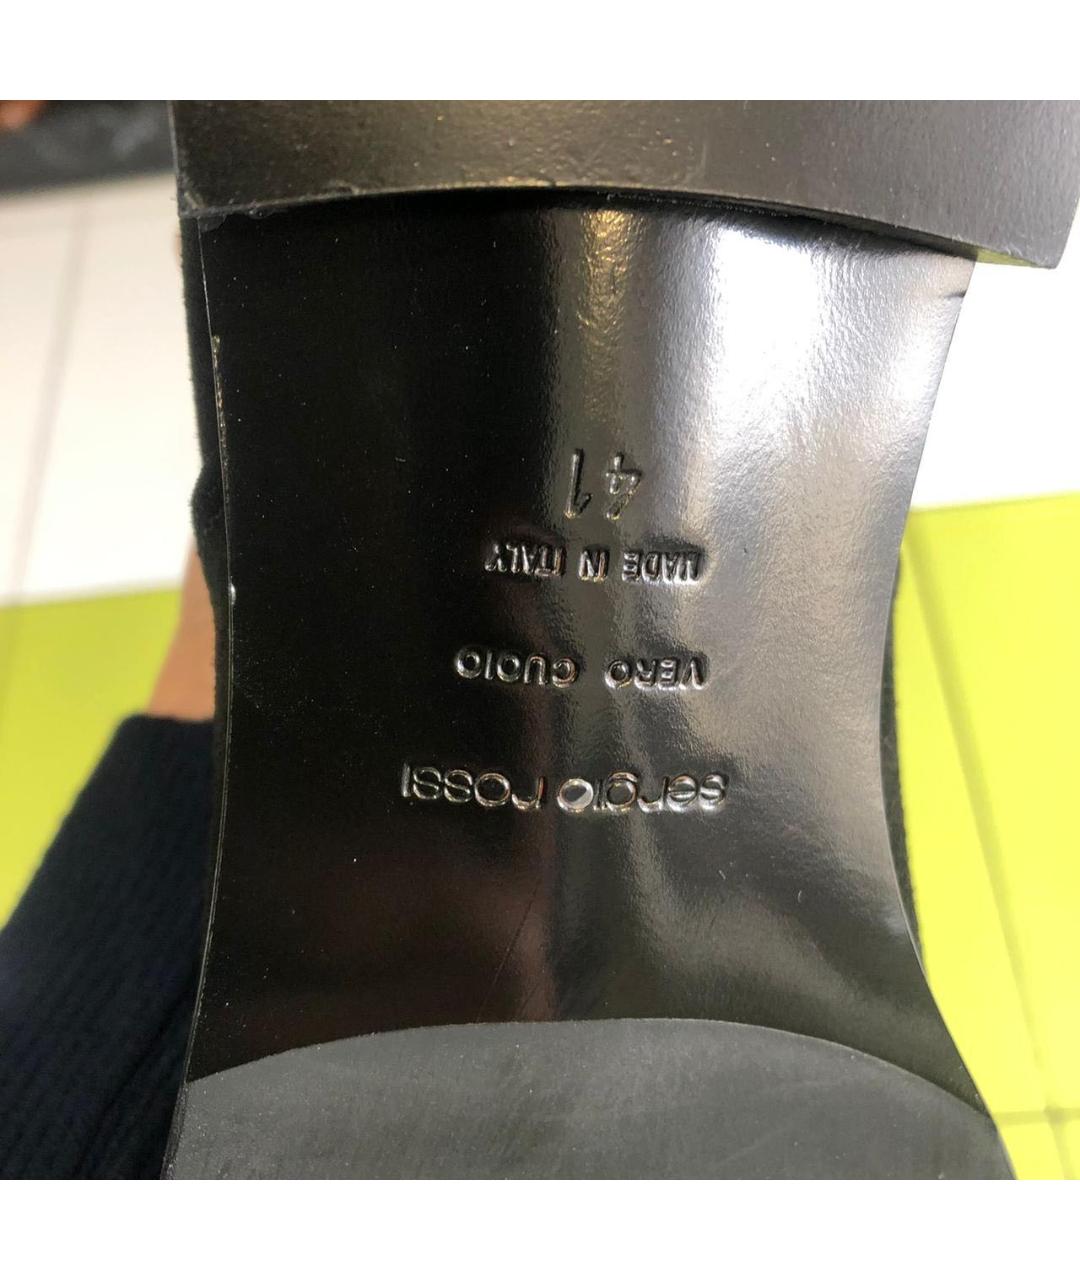 sergio rossi
VERO CUOIO
MADE IN ITALY
41